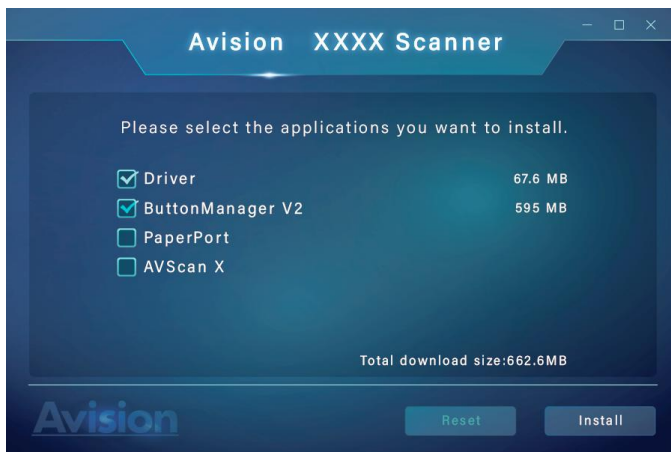 Avision XXXX Scanner
Please select the applications you want to install.
Driver 67.6 MB
ButtonManager V2 595 MB
PaperPort
AVScan X
Total download size:662.6MB
Avision
Reset
Install